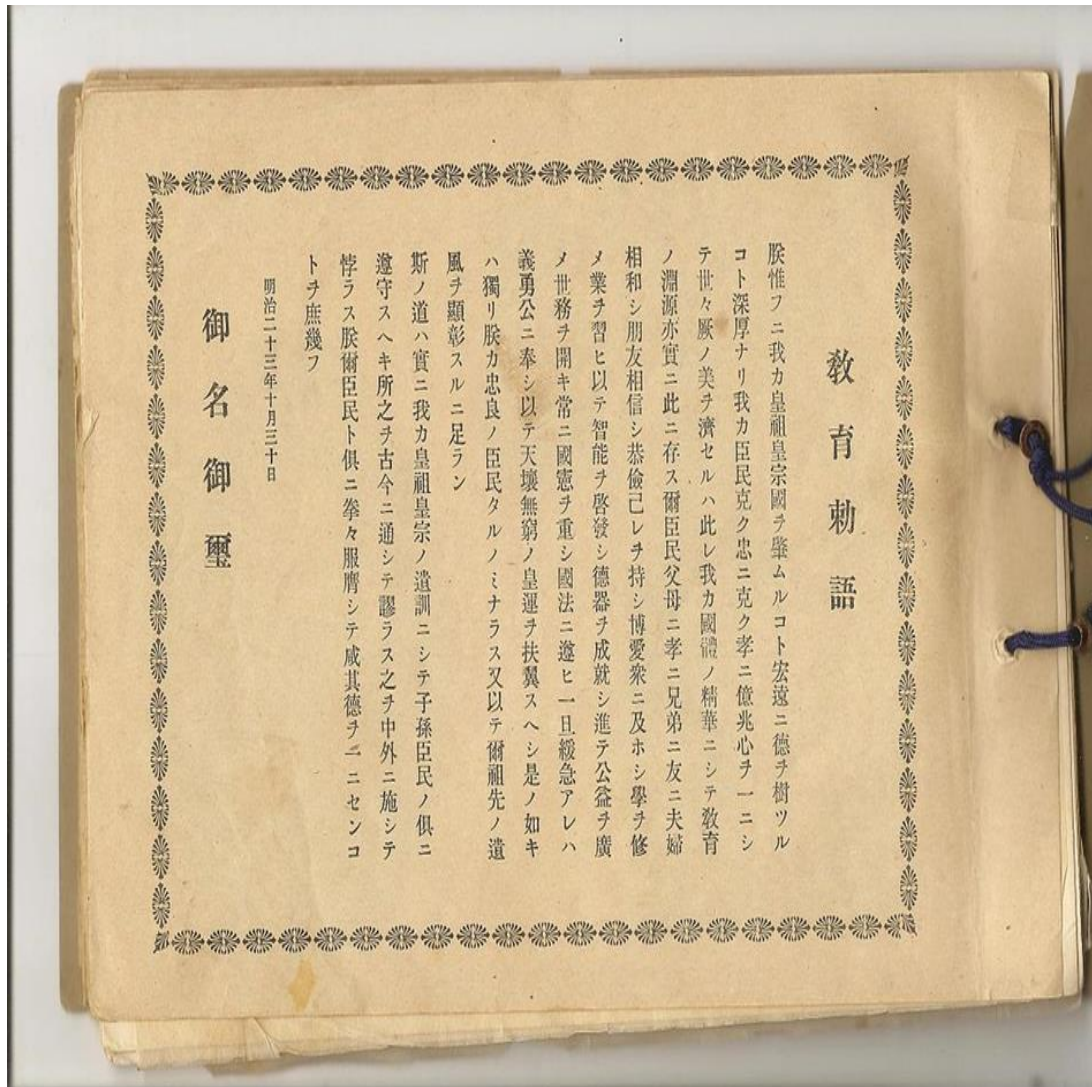 敎育勅語
朕惟フニ我カ皇祖皇宗國ヲ肇ムルコト宏遠ニ德ヲ樹ツル
コト深厚ナリ我カ臣民克ク忠ニ克ク孝ニ億兆心ヲ一ニシ
テ世々厥ノ美ヲ濟セルハ此レ我カ國體ノ精華ニシテ敎育
ノ淵源亦實ニ此ニ存ス爾臣民父母ニ孝ニ兄弟ニ友ニ夫婦
相和シ朋友相信シ恭儉己レヲ持シ博愛衆ニ及ホシ學ヲ修
メ業ヲ習ヒ以テ智能ヲ啓發シ德器ヲ成就シ進テ公益ヲ廣
メ世務ヲ開キ常ニ國憲ヲ重シ國法ニ遵ヒ一旦緩急アレハ
義勇公ニ奉シ以テ天壤無窮ノ皇運ヲ扶翼スヘシ是ノ如キ
ハ獨リ朕カ忠良ノ臣民タルノミナラス又以テ爾祖先ノ遺
風ヲ顯彰スルニ足ラン
斯ノ道ハ實ニ我カ皇祖皇宗ノ遺訓ニシテ子孫臣民ノ俱ニ
遵守スヘキ所之ヲ古今ニ通シテ謬ラス之ヲ中外ニ施シテ
悖ラス朕爾臣民ト俱ニ拳々服膺シテ咸其德ヲ一ニセンコ
トヲ庶幾フ
明治二十三年十月三十日
御名御璽